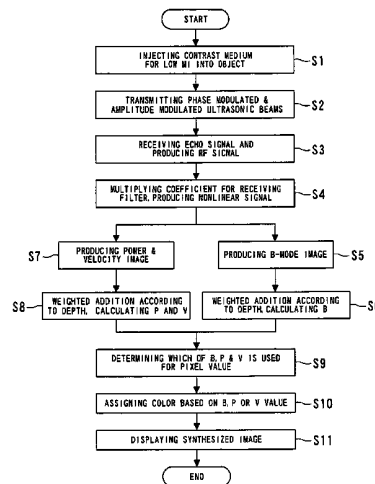 START
INJECTING CONTRAST MEDIUM
FOR LOW MI INTO OBJECT
S1
TRANSMITTING PHASE MODULATED &
AMPLITUDE MODULATED ULTRASONIC BEAMS
S2
RECEIVING ECHO SIGNAL AND
PRODUCING RF SIGNAL
S3
MULTIPLYING COEFFICIENT FOR RECEIVING
FILTER, PRODUCING NONLINEAR SIGNAL
S4
S7
PRODUCING POWER &
VELOCITY IMAGE
PRODUCING B-MODE IMAGE
S5
S8
WEIGHTED ADDITION ACCORDING
TO DEPTH, CALCULATING P AND V
WEIGHTED ADDITION ACCORDING
TO DEPTH, CALCULATING B
DETERMINING WHICH OF B, P & V IS USED
FOR PIXEL VALUE
S9
ASSIGNING COLOR BASED ON B, P OR V VALUE
S10
DISPLAYING SYNTHESIZED IMAGE
S11
END